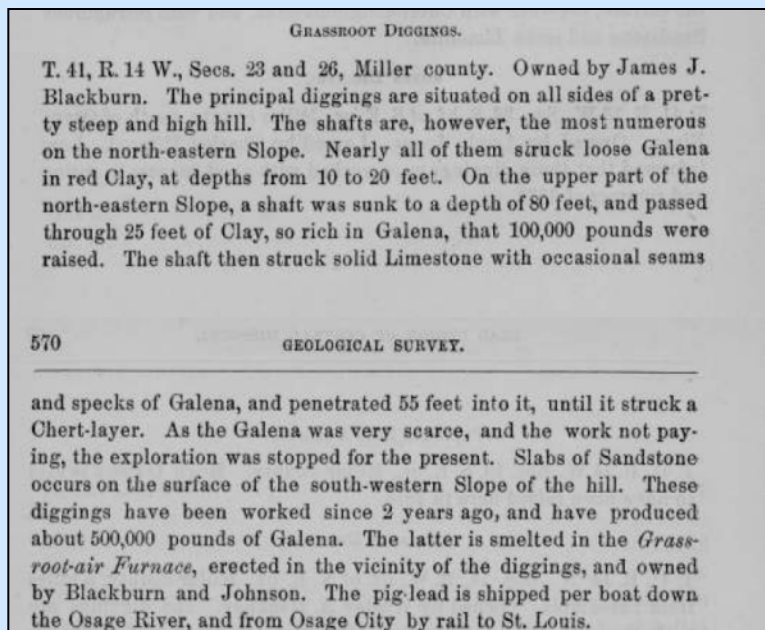 GRASSROOT DIGGINGS.
T. 41, R. 14 W., Secs. 23 and 26, Miller county. Owned by James J.
Blackburn. The principal diggings are situated on all sides of a pret-
ty steep and high hill. The shafts are, however, the most numerous
on the north-eastern Slope. Nearly all of them struck loose Galena
in red Clay, at depths from 10 to 20 feet. On the upper part of the
north-eastern Slope, a shaft was sunk to a depth of 80 feet, and passed
through 25 feet of Clay, so rich in Galena, that 100,000 pounds were
raised. The shaft then struck solid Limestone with occasional seams
570 GEOLOGICAL SURVEY.
and specks of Galena, and penetrated 55 feet into it, until it struck a
Chert-layer. As the Galena was very scarce, and the work not pay-
ing, the exploration was stopped for the present. Slabs of Sandstone
occurs on the surface of the south-western Slope of the hill. These
diggings have been worked since 2 years ago, and have produced
about 500,000 pounds of Galena. The latter is smelted in the Grass-
root-air Furnace, erected in the vicinity of the diggings, and owned
by Blackburn and Johnson. The pig-lead is shipped per boat down
the Osage River, and from Osage City by rail to St. Louis.